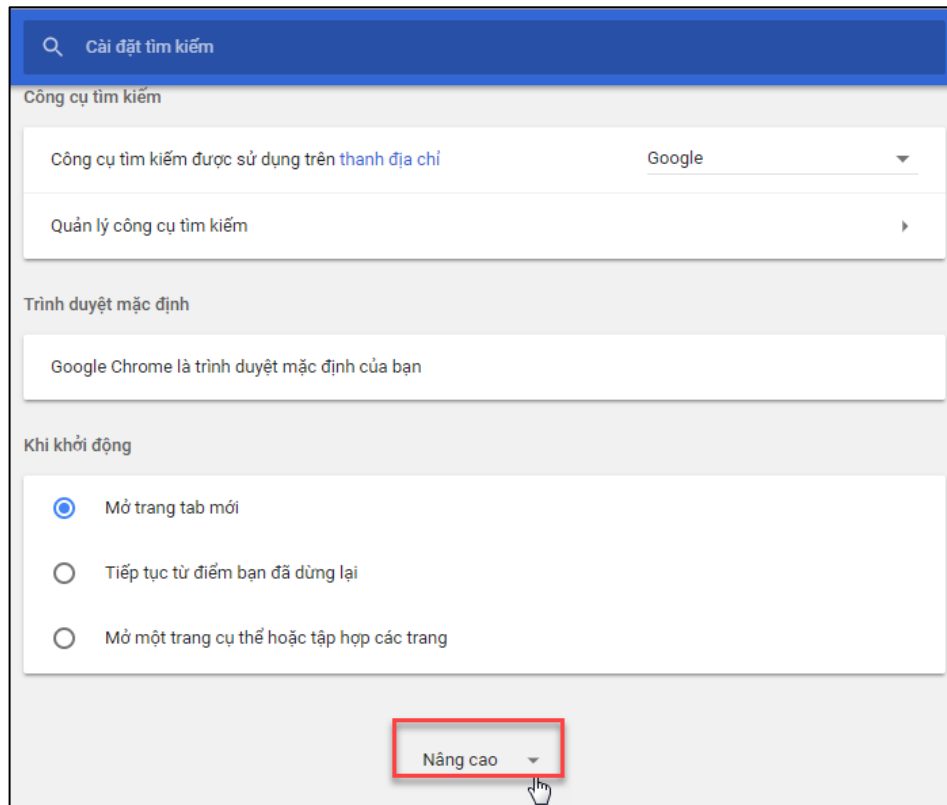 Cài đặt tìm kiếm
Công cụ tìm kiếm
Công cụ tìm kiếm được sử dụng trên thanh địa chỉ
Google
Quản lý công cụ tìm kiếm
Trình duyệt mặc định
Google Chrome là trình duyệt mặc định của bạn
Khi khởi động
Mở trang tab mới
Tiếp tục từ điểm bạn đã dừng lại
Mở một trang cụ thể hoặc tập hợp các trang
Nâng cao